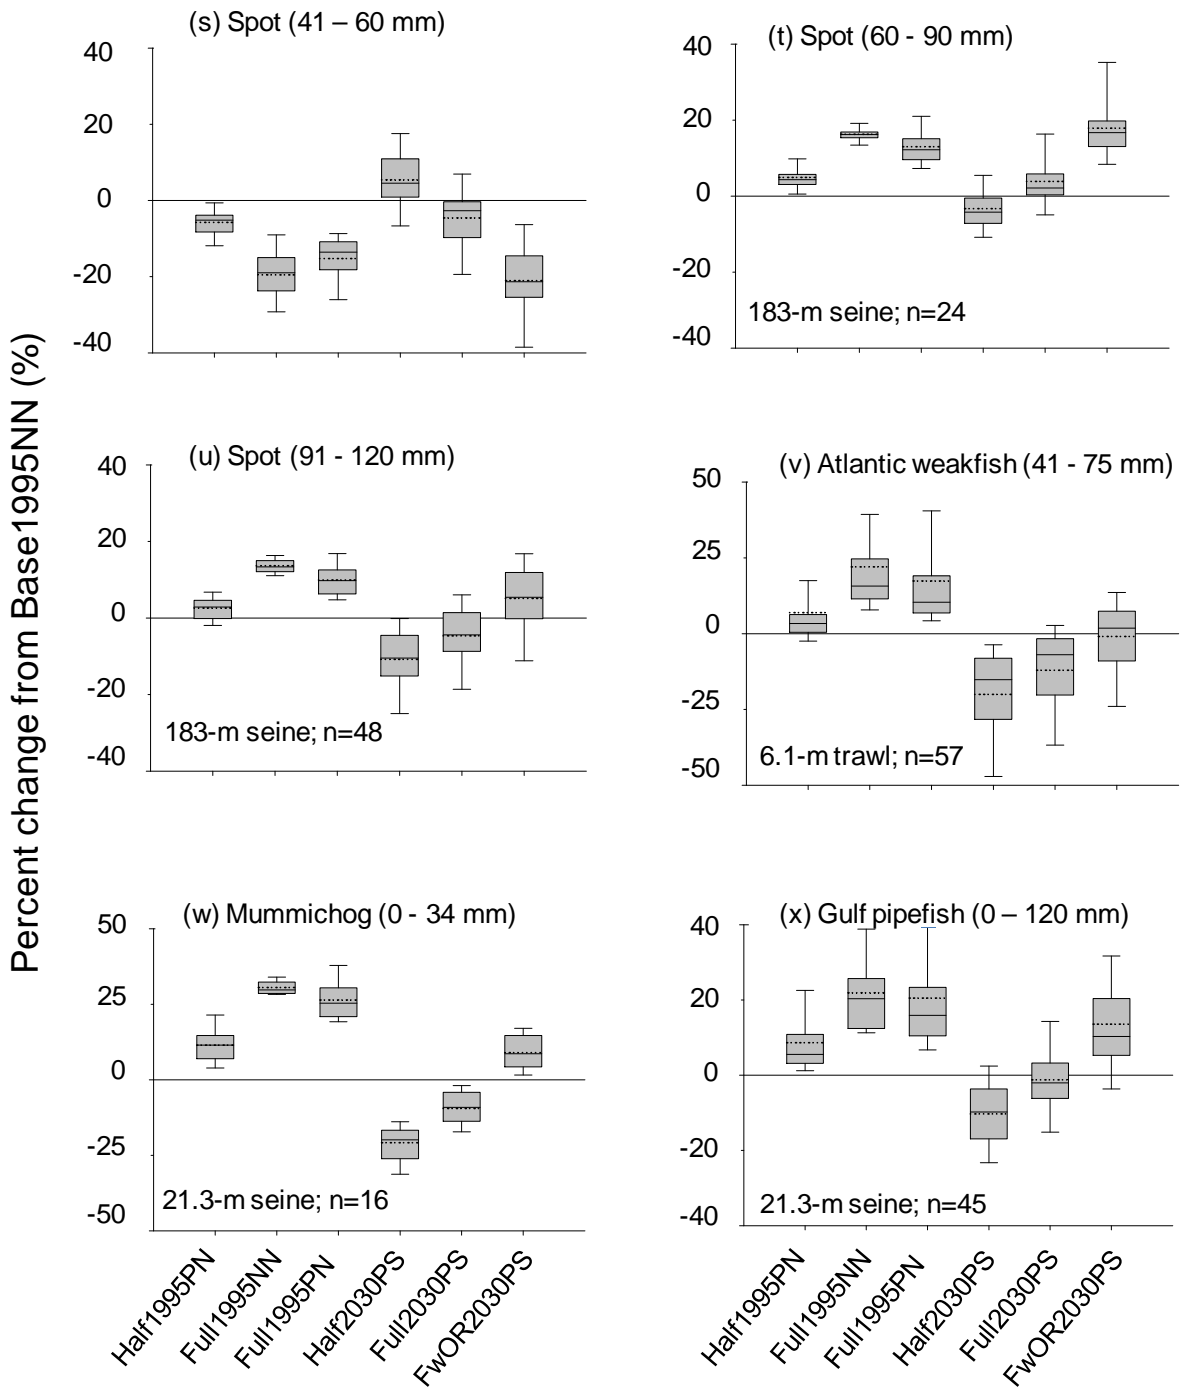 Percent change from Base1995NN (%)
(s) Spot (41 – 60 mm)
40
20
0
-20
-40
(t) Spot (60 - 90 mm)
40
20
0
-20
-40
183-m seine; n=24
(u) Spot (91 - 120 mm)
40
20
0
-20
-40
183-m seine; n=48
(v) Atlantic weakfish (41 - 75 mm)
50
25
0
-25
-50
6.1-m trawl; n=57
(w) Mummichog (0 - 34 mm)
50
25
0
-25
-50
21.3-m seine; n=16
(x) Gulf pipefish (0 – 120 mm)
40
20
0
-20
-40
21.3-m seine; n=45
Half1995PN
Full1995NN
Full1995PN
Half2030PS
Full2030PS
FwOR2030PS
Half1995PN
Full1995NN
Full1995PN
Half2030PS
Full2030PS
FwOR2030PS